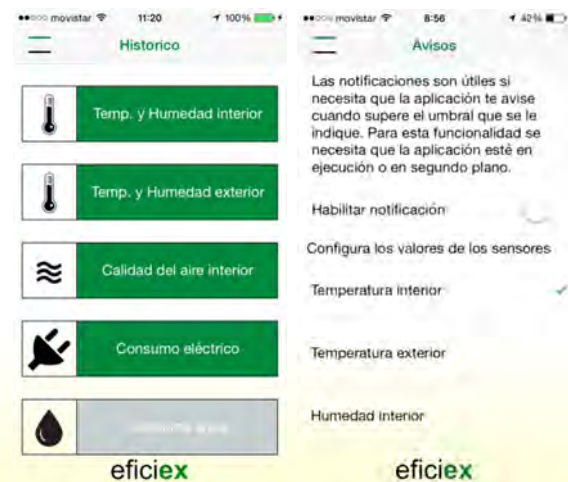 movistar 11:20 100%
Historico
Temp. y Humedad interior
Temp. y Humedad exterior
Calidad del aire interior
Consumo eléctrico
eficiex
movistar 8:56 42%
Avisos
Las notificaciones son útiles si
necesita que la aplicación te avise
cuando supere el umbral que se le
indique. Para esta funcionalidad se
necesita que la aplicación esté en
ejecución o en segundo plano.
Habilitar notificación
Configura los valores de los sensores
Temperatura interior
Temperatura exterior
Humedad interior
eficiex